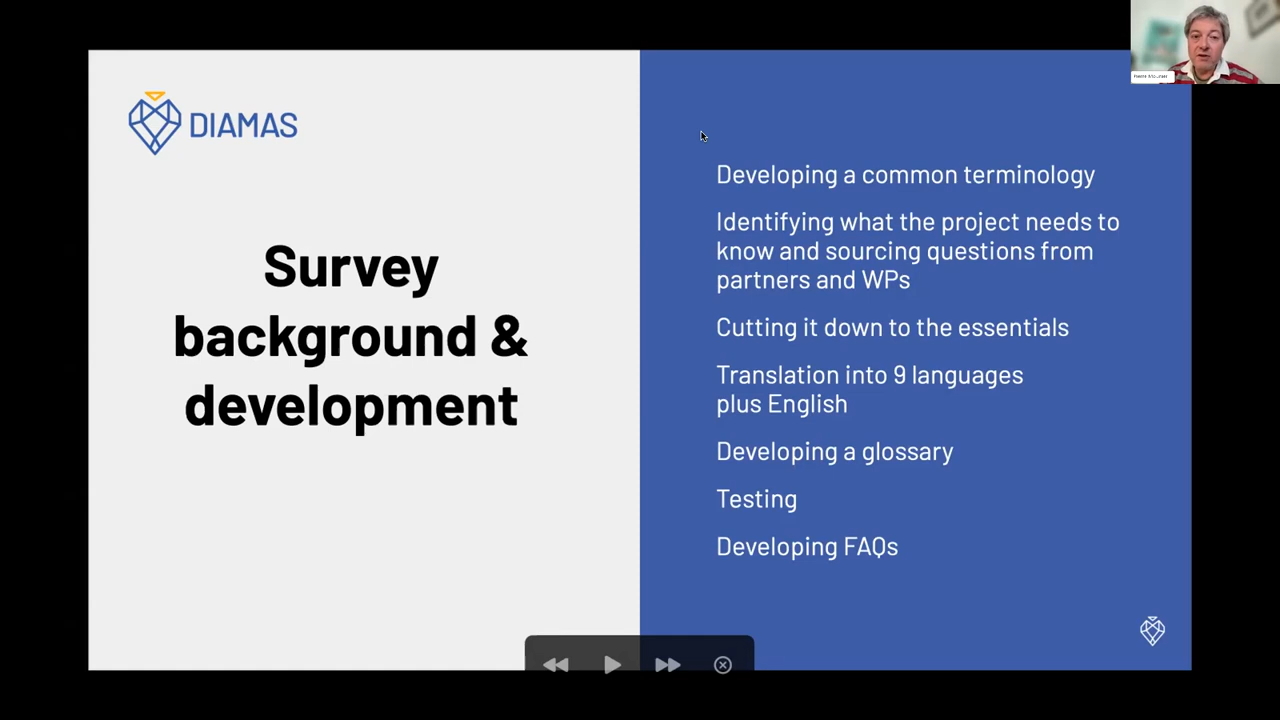 DIAMAS
Survey
background &
development
Developing a common terminology
Identifying what the project needs to
know and sourcing questions from
partners and WPs
Cutting it down to the essentials
Translation into 9 languages
plus English
Developing a glossary
Testing
Developing FAQs